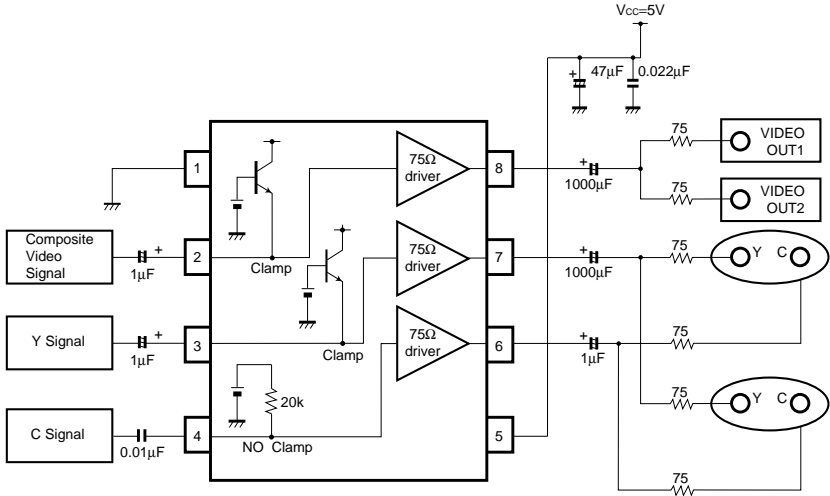 Vcc=5V
+
47μF
0.022μF
1
75Ω
driver
8
+
1000μF
75
75
VIDEO
OUT1
VIDEO
OUT2
Composite
Video
Signal
+
1μF
2
Clamp
75Ω
driver
7
+
1000μF
75
Y
C
Y Signal
+
1μF
3
Clamp
75Ω
driver
6
+
1μF
75
20k
75
Y
C
C Signal
0.01μF
4
NO Clamp
5
75